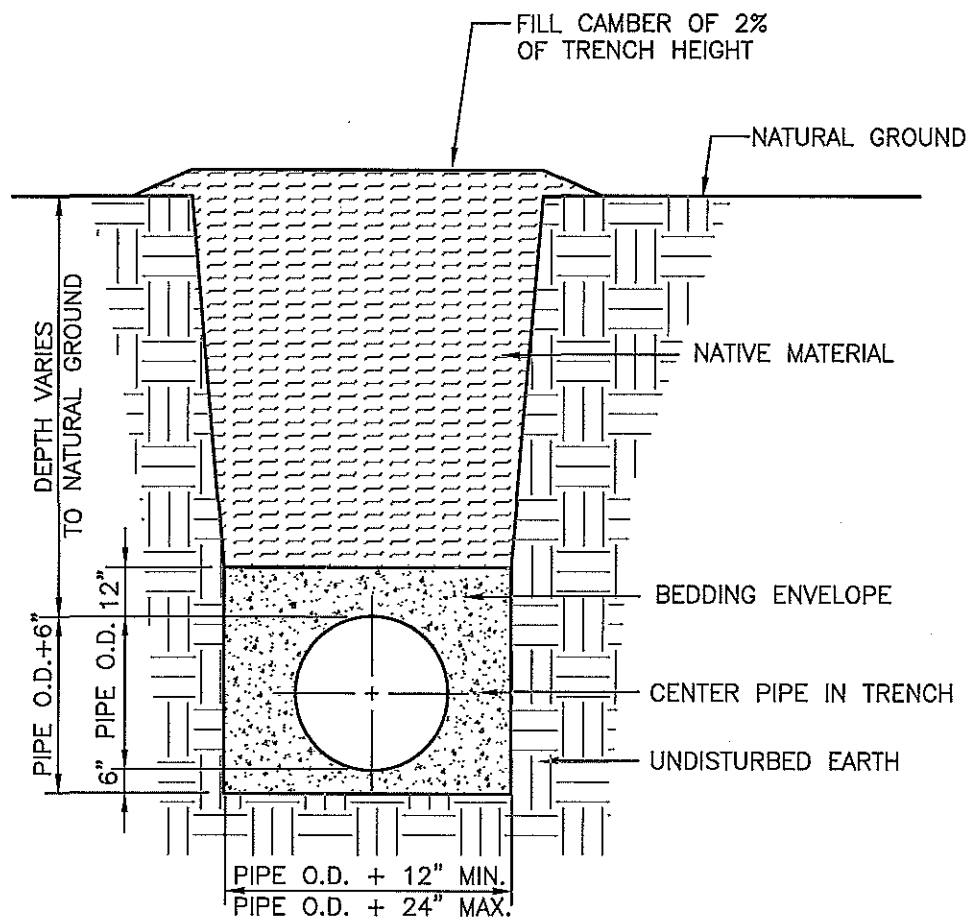 FILL CAMBER OF 2%
OF TRENCH HEIGHT
NATURAL GROUND
DEPTH VARIES
TO NATURAL GROUND
NATIVE MATERIAL
12"
BEDDING ENVELOPE
PIPE O.D.+6"
PIPE O.D.
CENTER PIPE IN TRENCH
6"
UNDISTURBED EARTH
PIPE O.D. + 12" MIN.
PIPE O.D. + 24" MAX.